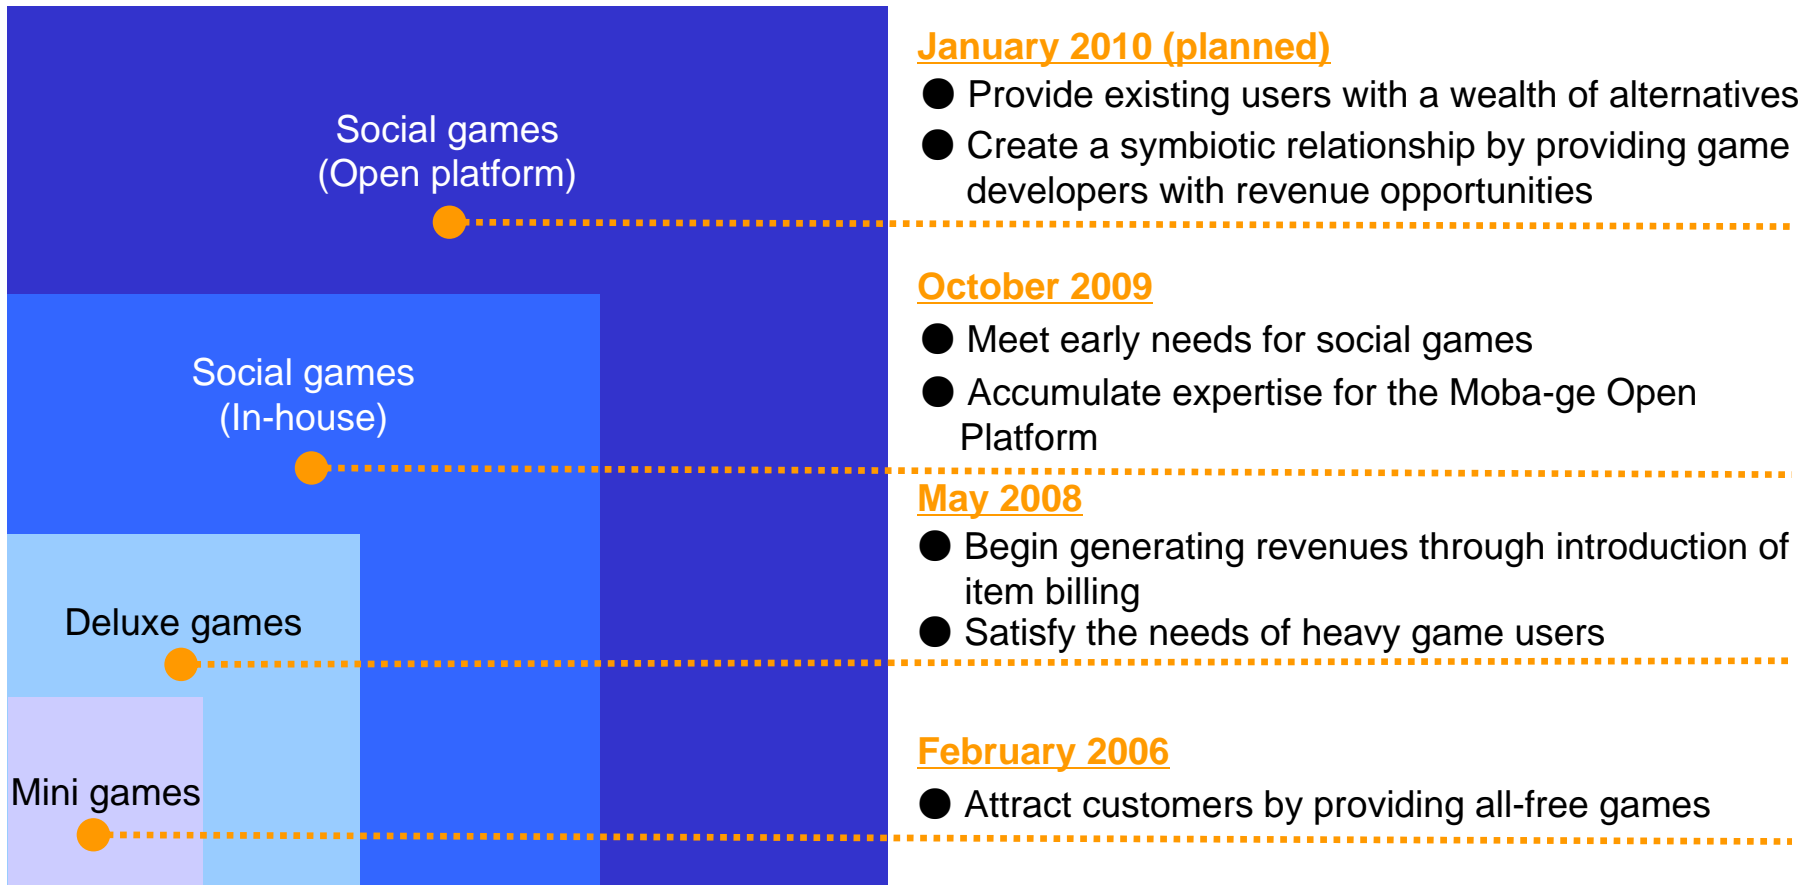 January 2010 (planned)
● Provide existing users with a wealth of alternatives
● Create a symbiotic relationship by providing game
developers with revenue opportunities
Social games
(Open platform)
October 2009
● Meet early needs for social games
● Accumulate expertise for the Moba-ge Open
Platform
Social games
(In-house)
May 2008
● Begin generating revenues through introduction of
item billing
● Satisfy the needs of heavy game users
Deluxe games
February 2006
● Attract customers by providing all-free games
Mini games